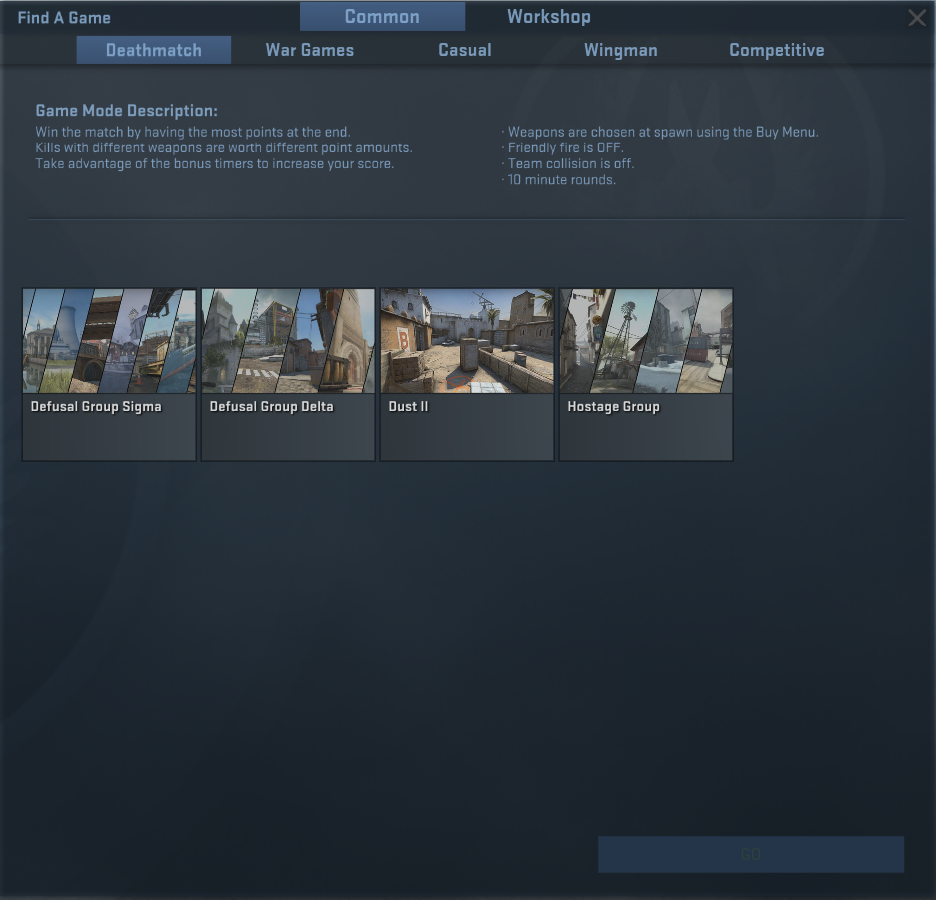 Find A Game
Common
Workshop
Deathmatch
War Games
Casual
Wingman
Competitive
Game Mode Description:
Win the match by having the most points at the end.
Kills with different weapons are worth different point amounts.
Take advantage of the bonus timers to increase your score.
· Weapons are chosen at spawn using the Buy Menu.
· Friendly fire is OFF.
· Team collision is off.
· 10 minute rounds.
B
Defusal Group Sigma
Defusal Group Delta
Dust II
Hostage Group
GO